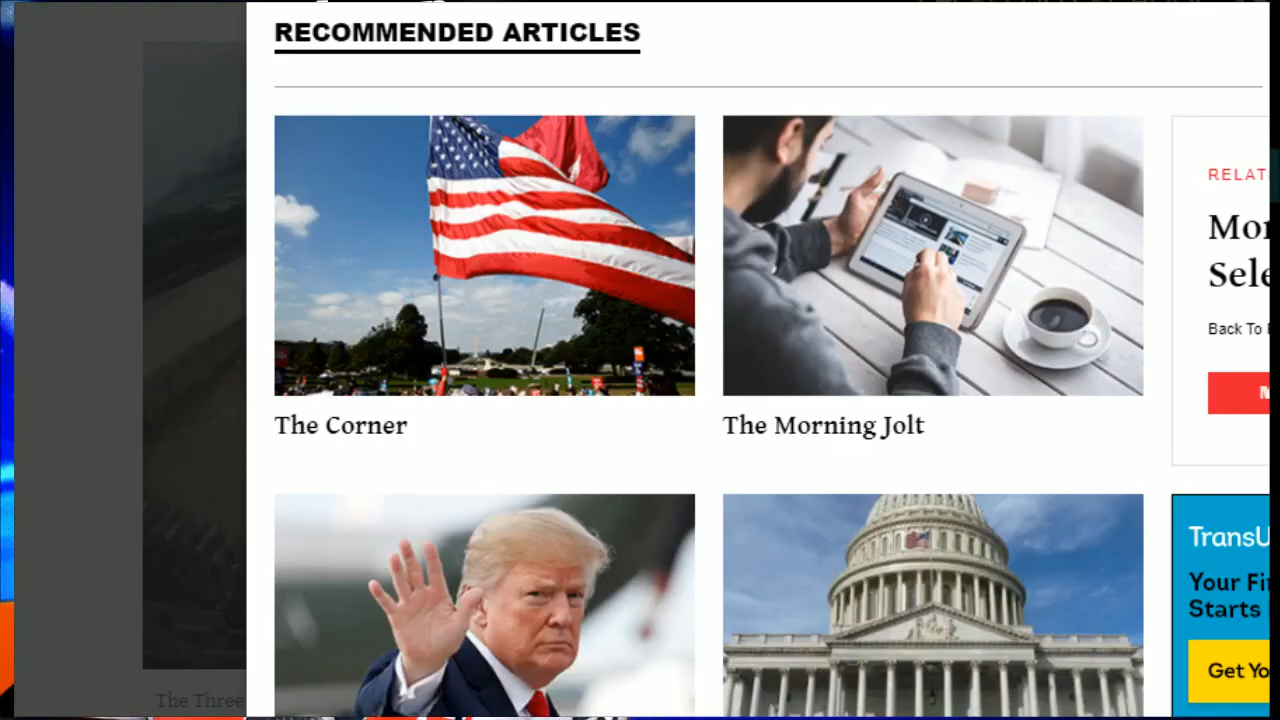 RECOMMENDED ARTICLES
The Corner
The Morning Jolt
RELAT
Mor
Sele
Back To
TransU
Your Fi
Starts
Get Yo
The Three